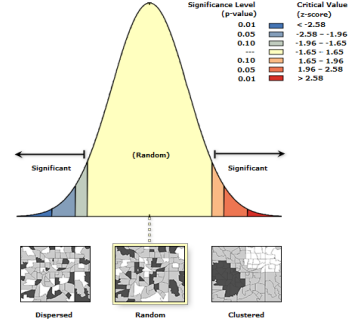 Significance Level
(p-value)
Critical Value
(z-score)
0.01 < -2.58
0.05 -2.58 – -1.96
0.10 -1.96 – -1.65
--- -1.65 – 1.65
0.10 1.65 – 1.96
0.05 1.96 – 2.58
0.01 > 2.58
Significant
(Random)
Significant
Dispersed
Random
Clustered